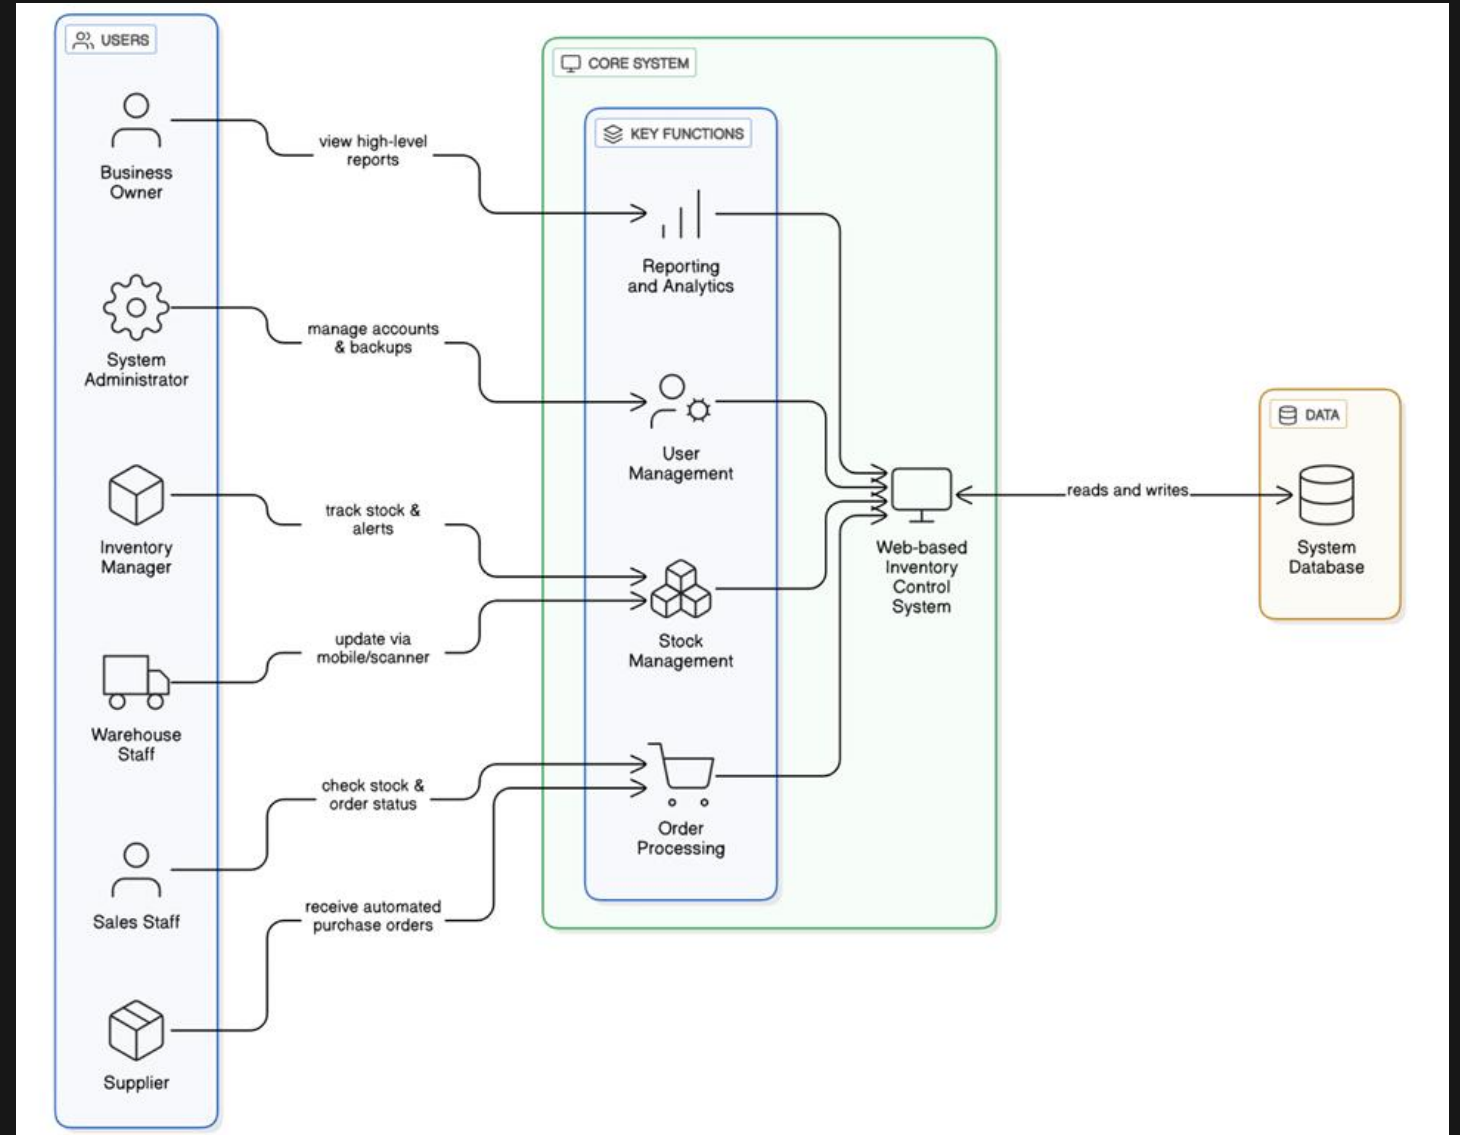 USERS
CORE SYSTEM
KEY FUNCTIONS
Business
Owner
view high-level
reports
Reporting
and Analytics
System
Administrator
manage accounts
& backups
User
Management
Inventory
Manager
track stock &
alerts
Warehouse
Staff
update via
mobile/scanner
Stock
Management
Sales Staff
check stock &
order status
Supplier
receive automated
purchase orders
Order
Processing
Web-based
Inventory
Control
System
reads and writes
DATA
System
Database